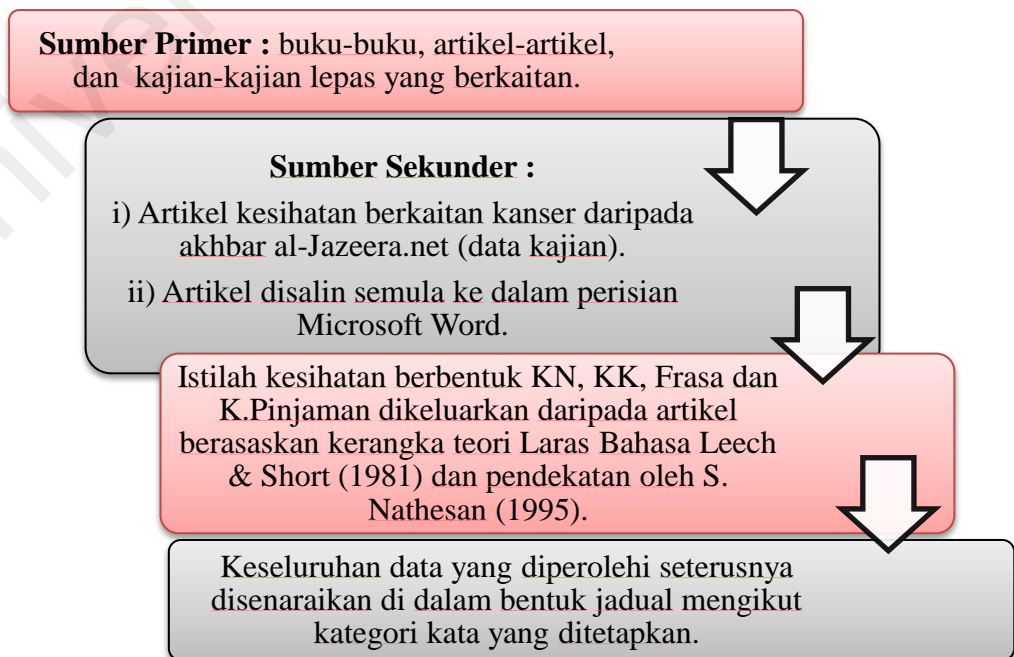 Sumber Primer : buku-buku, artikel-artikel,
dan kajian-kajian lepas yang berkaitan.
Sumber Sekunder :
i) Artikel kesihatan berkaitan kanser daripada
akhbar al-Jazeera.net (data kajian).
ii) Artikel disalin semula ke dalam perisian
Microsoft Word.
Istilah kesihatan berbentuk KN, KK, Frasa dan
K.Pinjaman dikeluarkan daripada artikel
berasaskan kerangka teori Laras Bahasa Leech
& Short (1981) dan pendekatan oleh S.
Nathesan (1995).
Keseluruhan data yang diperolehi seterusnya
disenaraikan di dalam bentuk jadual mengikut
kategori kata yang ditetapkan.